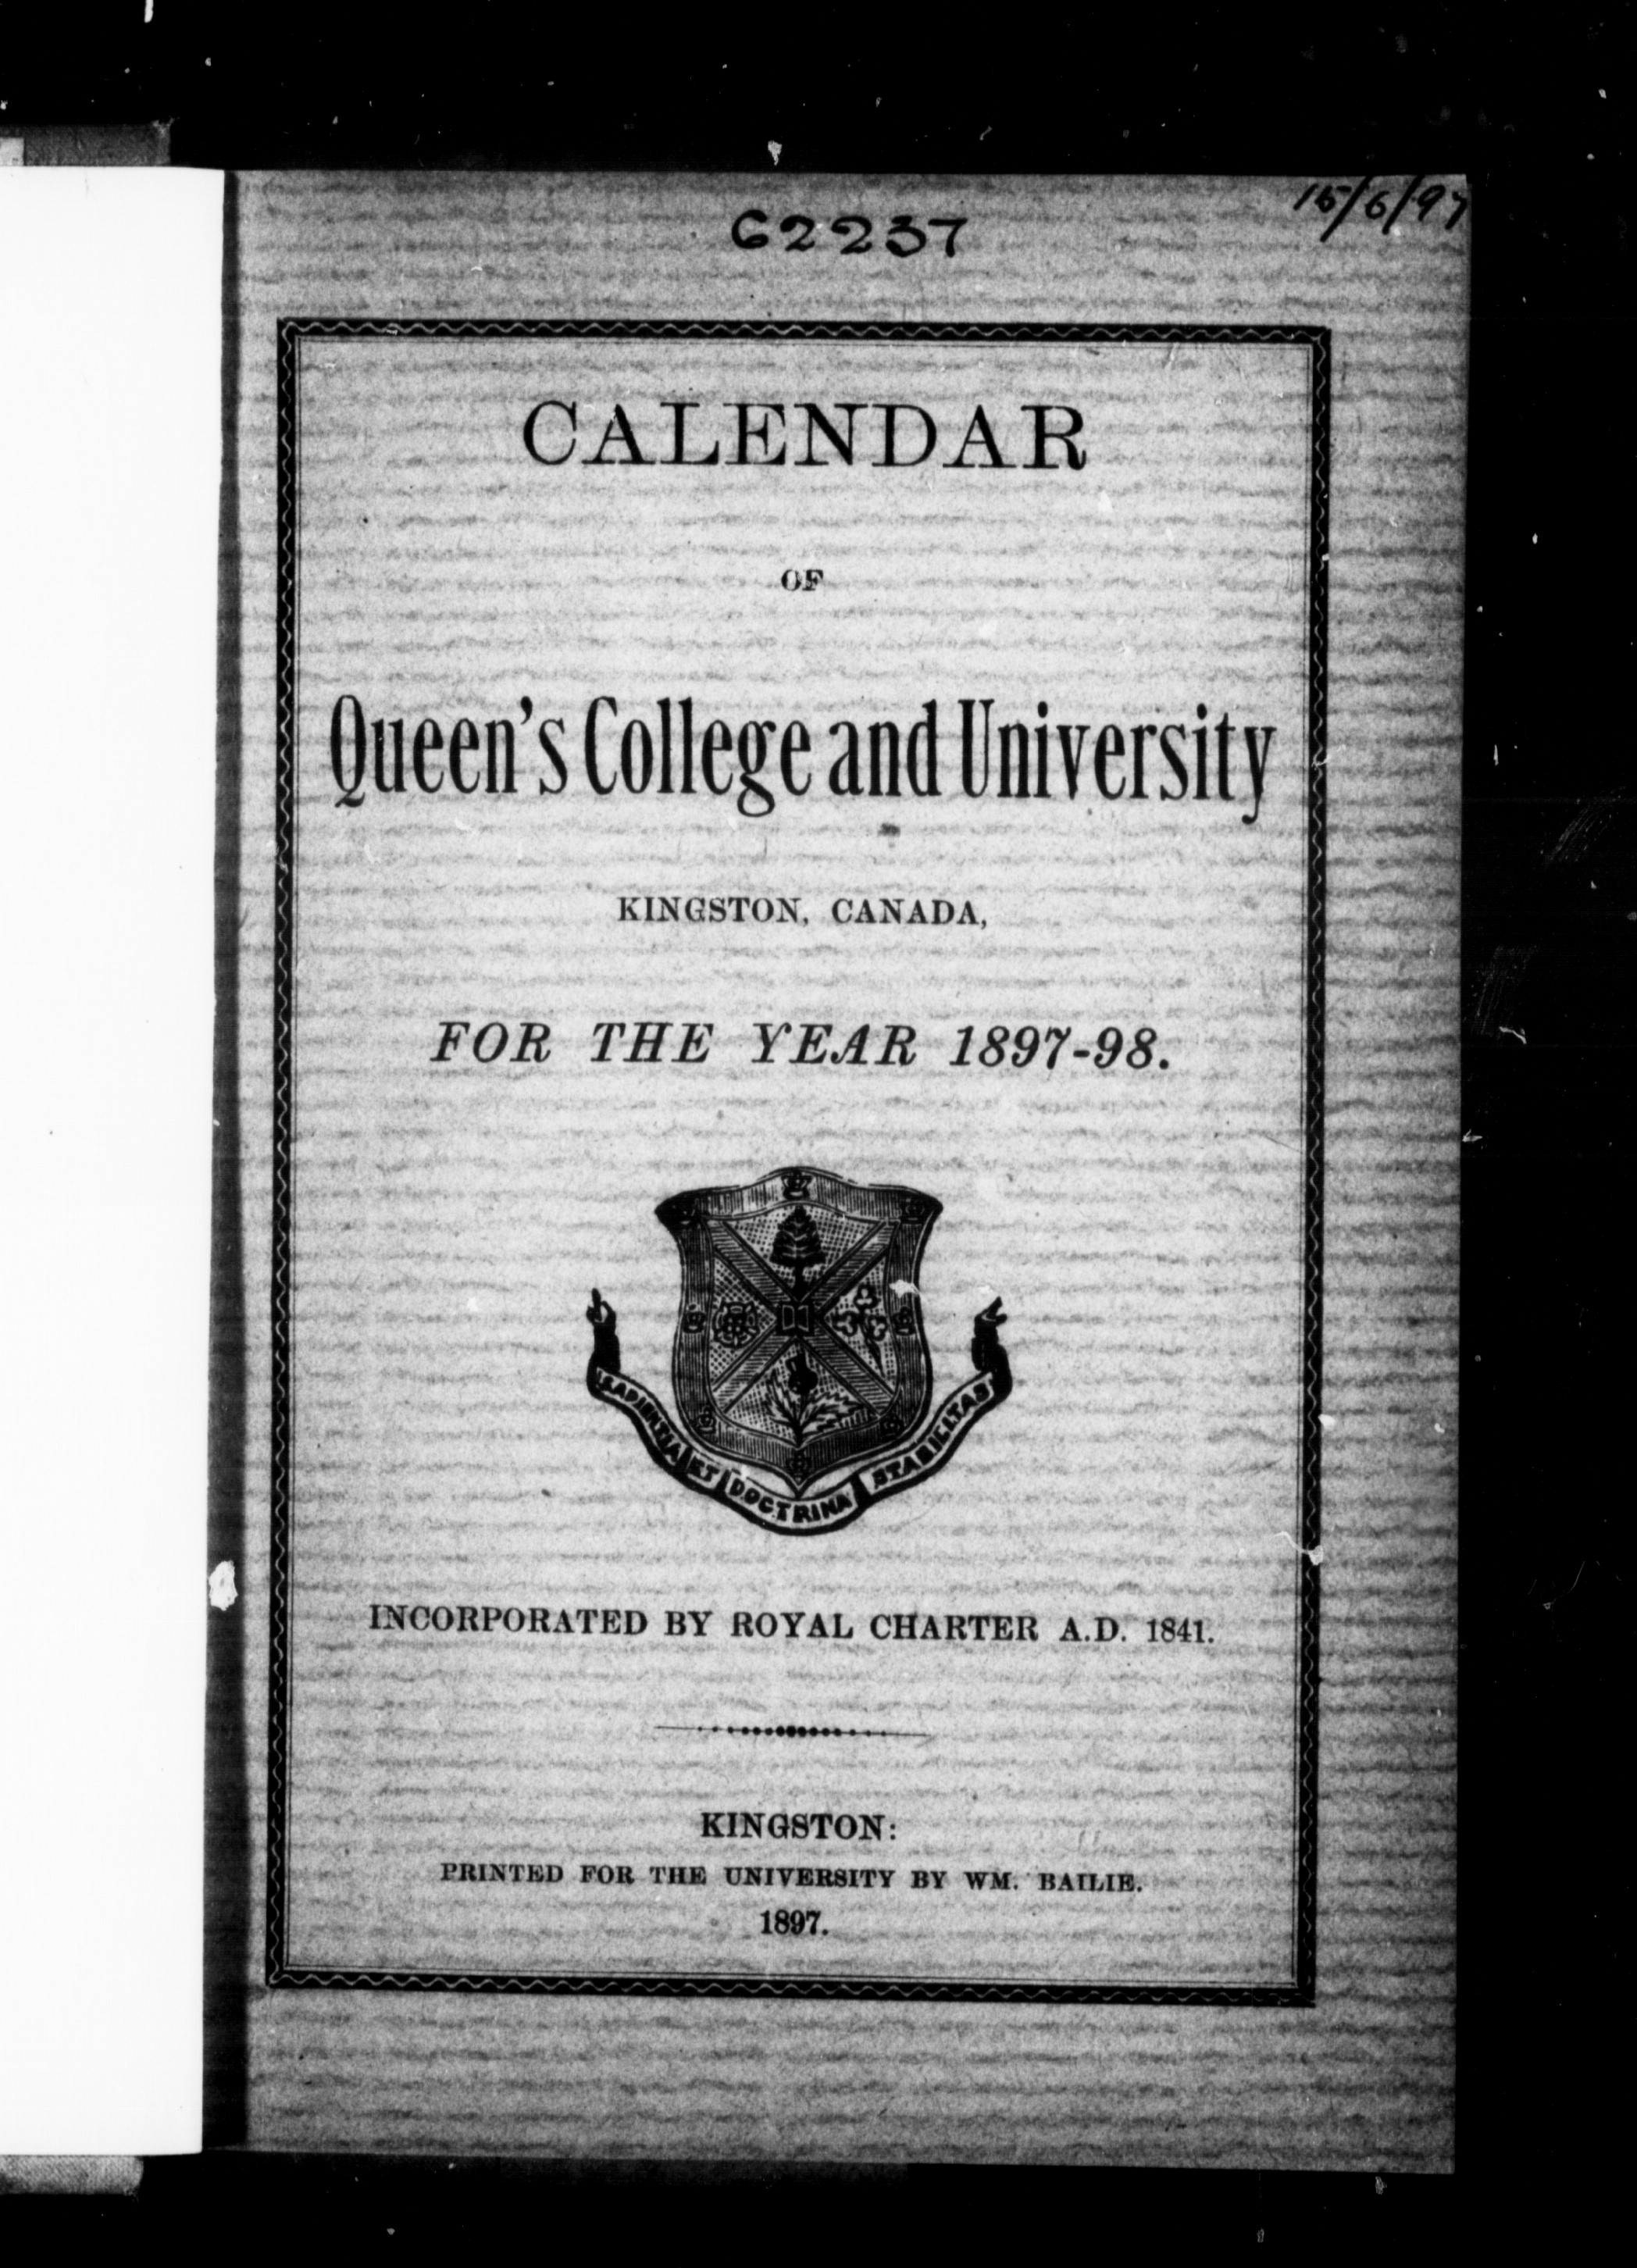 15/6/97
62237
CALENDAR
OF
Queen's College and University
KINGSTON, CANADA,
FOR THE YEAR 1897-98.
SAPIENTIA ET DOCTRINA STABILITAS
INCORPORATED BY ROYAL CHARTER A.D. 1841.
KINGSTON:
PRINTED FOR THE UNIVERSITY BY WM. BAILIE.
1897.